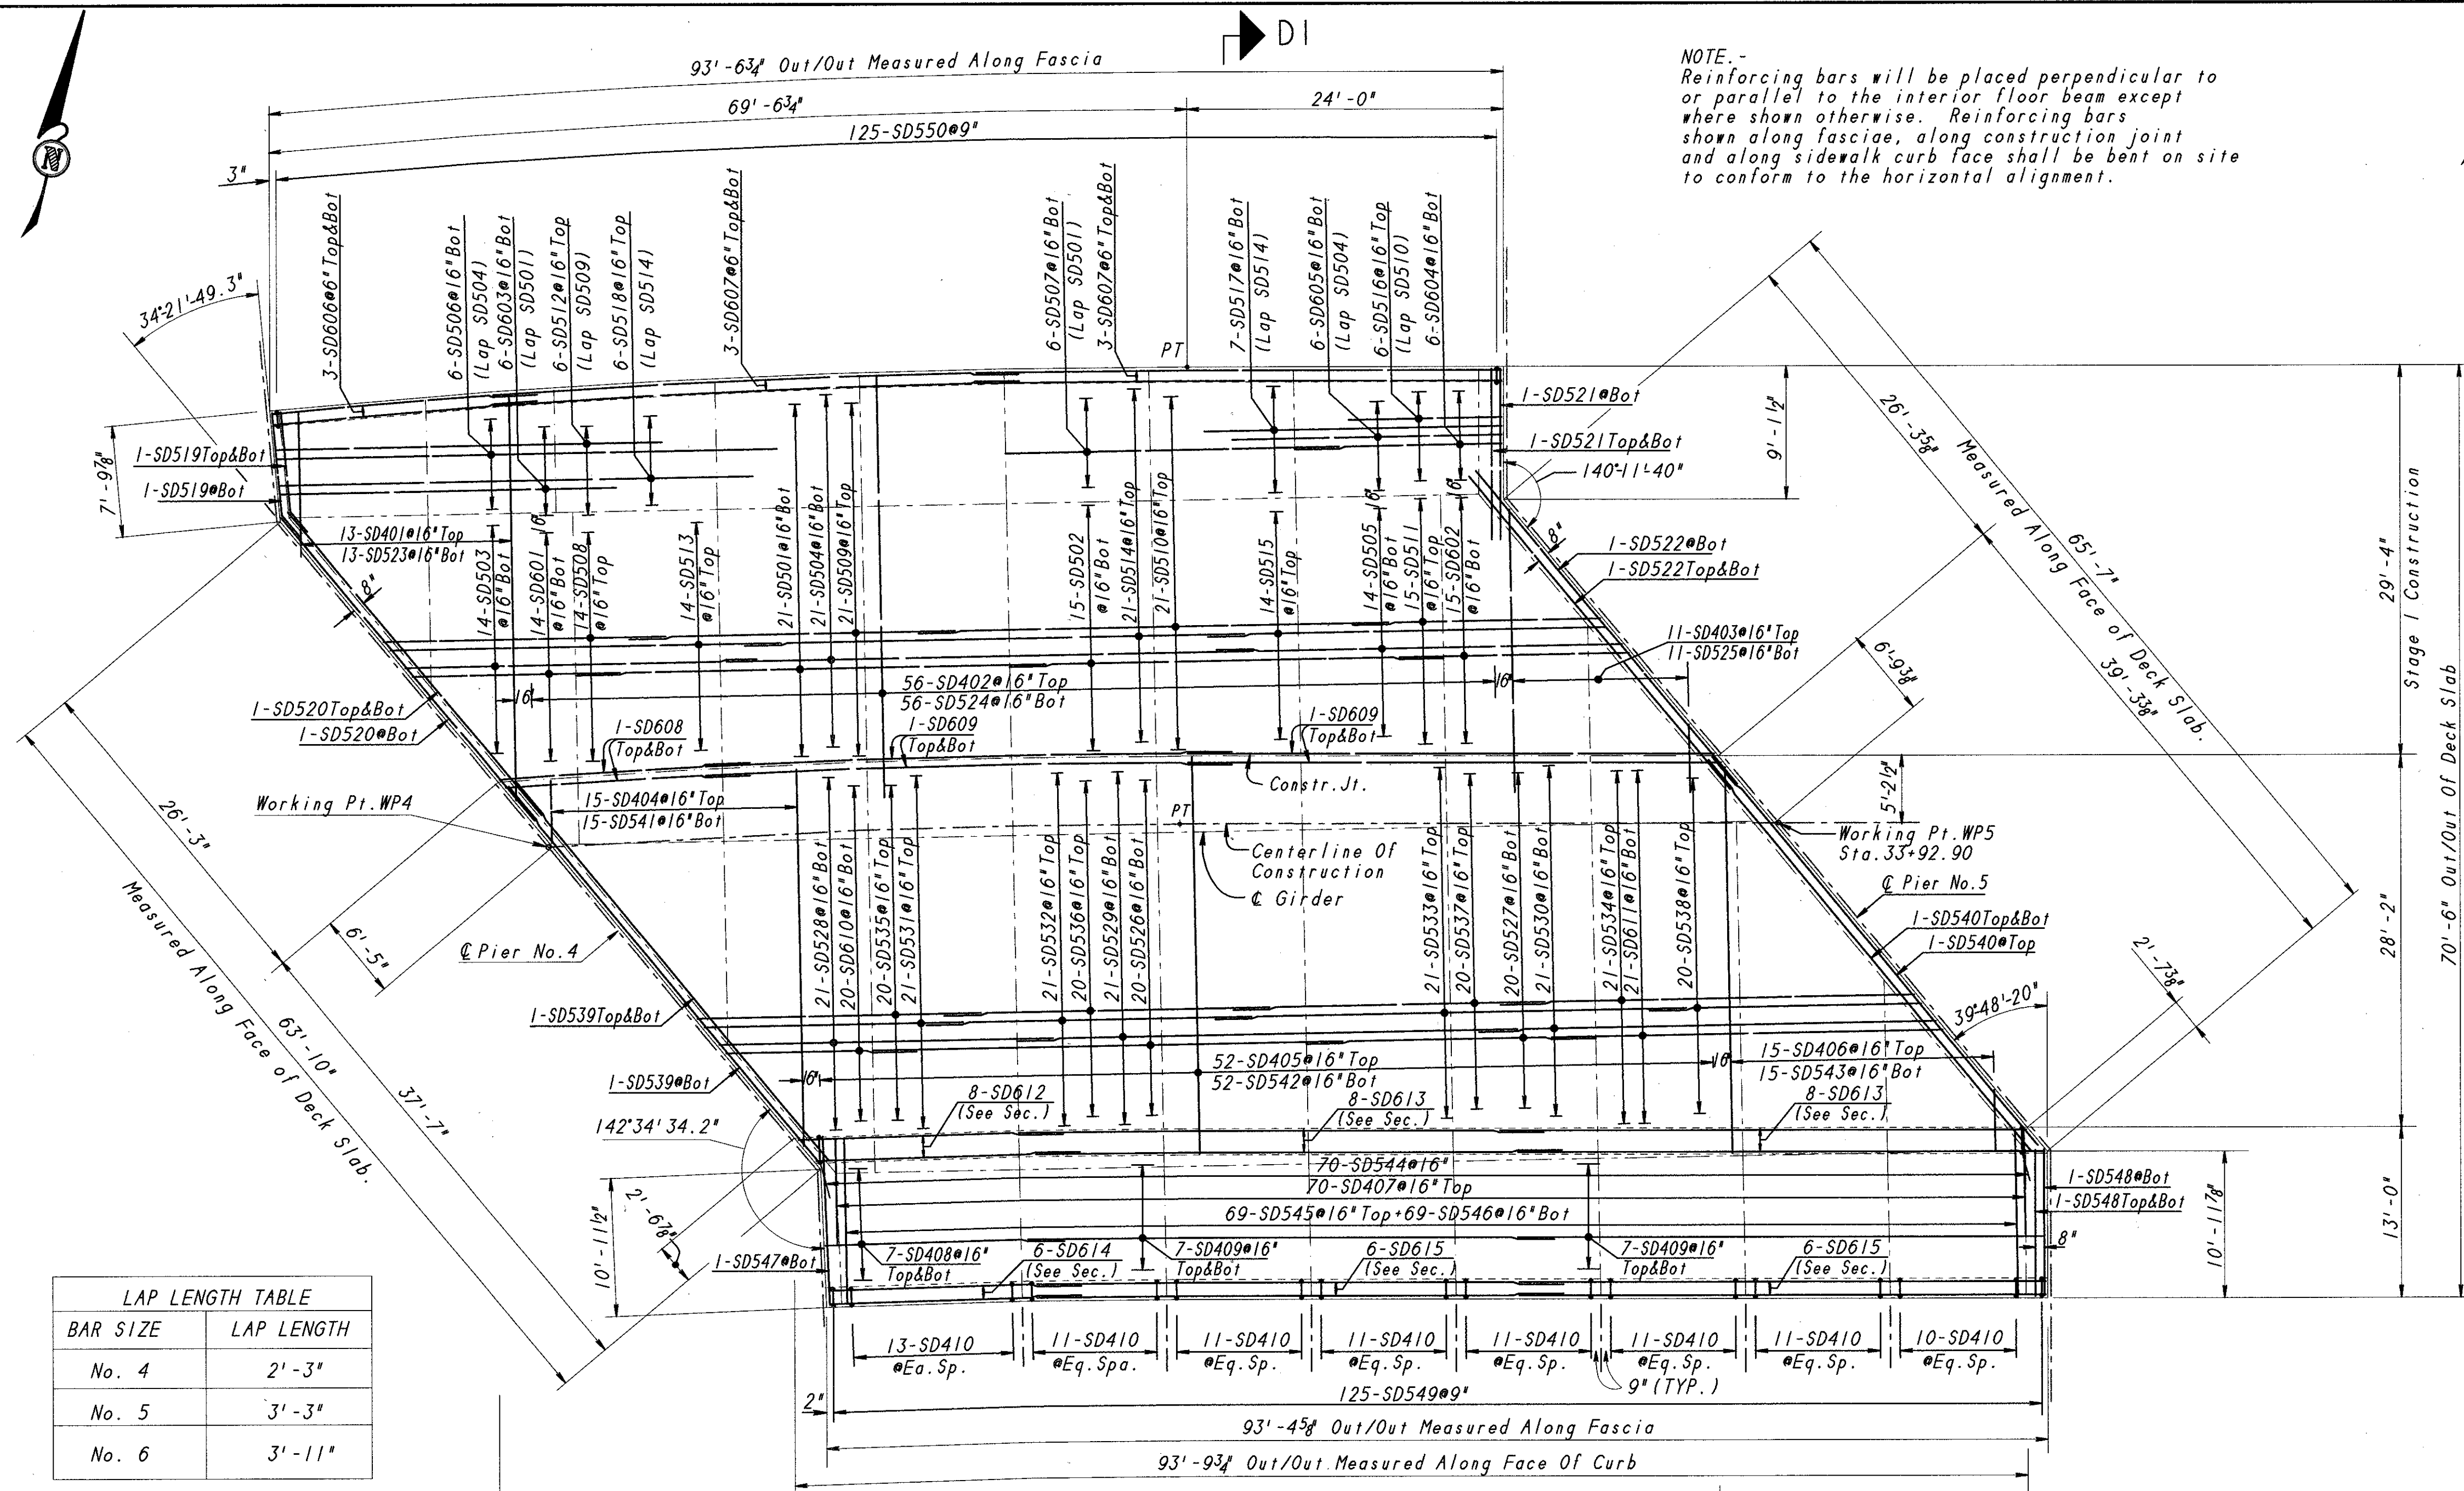 D1
93'-6¾" Out/Out Measured Along Fascia
69'-6¾"
24'-0"
125-SD550@9"
3"
N
NOTE.-
Reinforcing bars will be placed perpendicular to
or parallel to the interior floor beam except
where shown otherwise. Reinforcing bars
shown along fasciae, along construction joint
and along sidewalk curb face shall be bent on site
to conform to the horizontal alignment.
34°-21'-49.3"
3-SD606@6"Top&Bot
6-SD506@16"Bot
(Lap SD504)
6-SD603@16"Bot
(Lap SD501)
6-SD512@16"Top
(Lap SD509)
6-SD518@16"Top
(Lap SD514)
3-SD607@6"Top&Bot
6-SD507@16"Bot
(Lap SD501)
3-SD607@6"Top&Bot
PT
7-SD517@16"Bot
(Lap SD514)
6-SD605@16"Bot
(Lap SD504)
6-SD516@16"Top
(Lap SD510)
6-SD604@16"Bot
1-SD521@Bot
1-SD521Top&Bot
140°-11'-40"
9'-1½"
26'-3⅝"
Measured Along Face of Deck Slab.
65'-7"
39'-3⅜"
29'-4"
Stage 1 Construction
70'-6" Out/Out Of Deck Slab
7'-9⅞"
1-SD519Top&Bot
1-SD519@Bot
13-SD401@16"Top
13-SD523@16"Bot
8"
14-SD503
@16"Bot
16"
14-SD601
@16"Bot
14-SD508
@16"Top
14-SD513
@16"Top
21-SD501@16"Bot
21-SD504@16"Bot
21-SD509@16"Top
15-SD502
@16"Bot
21-SD514@16"Top
21-SD510@16"Top
14-SD515
@16"Top
16"
14-SD505
@16"Bot
15-SD511
@16"Top
16"
15-SD602
@16"Bot
8"
1-SD522@Bot
1-SD522Top&Bot
11-SD403@16"Top
11-SD525@16"Bot
6'-9⅜"
16"
56-SD402@16"Top
56-SD524@16"Bot
16"
1-SD520Top&Bot
1-SD520@Bot
1-SD608
Top&Bot
1-SD609
Top&Bot
1-SD609
Top&Bot
Constr.Jt.
Working Pt.WP4
15-SD404@16"Top
15-SD541@16"Bot
PT
Centerline Of
Construction
℄ Girder
5'-2½"
Working Pt.WP5
Sta.33+92.90
28'-2"
26'-3"
Measured Along Face of Deck Slab.
63'-10"
37'-7"
6'-5"
℄ Pier No.4
℄ Pier No.5
21-SD528@16"Bot
20-SD610@16"Bot
20-SD535@16"Top
21-SD531@16"Top
21-SD532@16"Top
20-SD536@16"Top
21-SD529@16"Bot
20-SD526@16"Bot
21-SD533@16"Top
20-SD537@16"Top
20-SD527@16"Bot
21-SD530@16"Bot
21-SD534@16"Top
21-SD611@16"Bot
20-SD538@16"Top
1-SD540Top&Bot
1-SD540@Top
2'-7⅜"
39°-48'-20"
1-SD539Top&Bot
1-SD539@Bot
16"
52-SD405@16"Top
52-SD542@16"Bot
16"
15-SD406@16"Top
15-SD543@16"Bot
8-SD612
(See Sec.)
8-SD613
(See Sec.)
8-SD613
(See Sec.)
142°34'34.2"
2'-6⅞"
10'-11½"
70-SD544@16"
70-SD407@16"Top
69-SD545@16"Top+69-SD546@16"Bot
1-SD548@Bot
1-SD548Top&Bot
8"
10'-11⅞"
13'-0"
1-SD547@Bot
7-SD408@16"
Top&Bot
6-SD614
(See Sec.)
7-SD409@16"
Top&Bot
6-SD615
(See Sec.)
7-SD409@16"
Top&Bot
6-SD615
(See Sec.)
13-SD410
@Ea.Sp.
11-SD410
@Eq.Spa.
11-SD410
@Eq.Sp.
11-SD410
@Eq.Sp.
11-SD410
@Eq.Sp.
11-SD410
@Eq.Sp.
11-SD410
@Eq.Sp.
10-SD410
@Eq.Sp.
9"(TYP.)
2"
125-SD549@9"
93'-4⅝" Out/Out Measured Along Fascia
93'-9¾" Out/Out Measured Along Face Of Curb
LAP LENGTH TABLE
BAR SIZE LAP LENGTH
No. 4 2'-3"
No. 5 3'-3"
No. 6 3'-11"